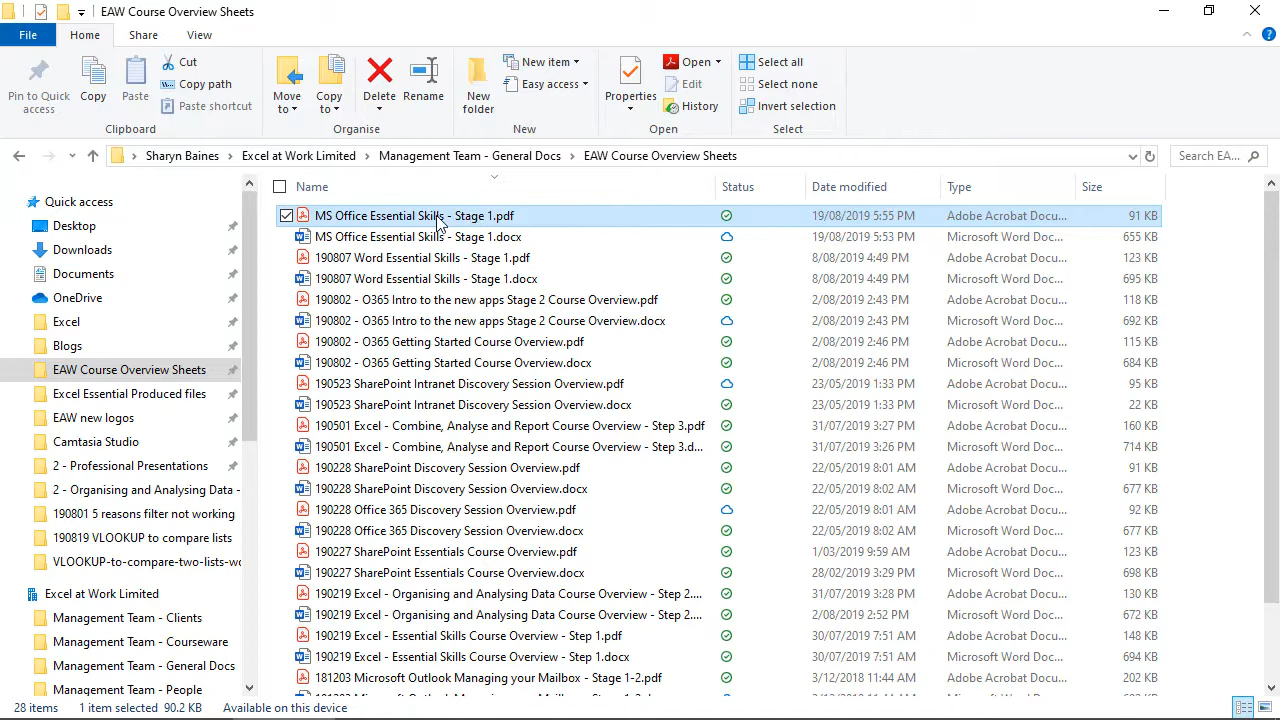 EAW Course Overview Sheets
File Home Share View
Pin to Quick access
Copy
Paste
Cut
Copy path
Paste shortcut
Clipboard
Move to
Copy to
Delete
Rename
Organise
New folder
New item
Easy access
New
Properties
Open
Edit
History
Open
Select all
Select none
Invert selection
Select
Sharyn Baines > Excel at Work Limited > Management Team - General Docs > EAW Course Overview Sheets
Search EA...
Quick access
Desktop
Downloads
Documents
OneDrive
Excel
Blogs
EAW Course Overview Sheets
Excel Essential Produced files
EAW new logos
Camtasia Studio
2 - Professional Presentations
2 - Organising and Analysing Data -
190801 5 reasons filter not working
190819 VLOOKUP to compare lists
VLOOKUP-to-compare-two-lists-wo
Excel at Work Limited
Management Team - Clients
Management Team - Courseware
Management Team - General Docs
Management Team - People
Name Status Date modified Type Size
MS Office Essential Skills - Stage 1.pdf 19/08/2019 5:55 PM Adobe Acrobat Docu... 91 KB
MS Office Essential Skills - Stage 1.docx 19/08/2019 5:53 PM Microsoft Word Doc... 655 KB
190807 Word Essential Skills - Stage 1.pdf 8/08/2019 4:49 PM Adobe Acrobat Docu... 123 KB
190807 Word Essential Skills - Stage 1.docx 8/08/2019 4:49 PM Microsoft Word Doc... 695 KB
190802 - O365 Intro to the new apps Stage 2 Course Overview.pdf 2/08/2019 2:43 PM Adobe Acrobat Docu... 118 KB
190802 - O365 Intro to the new apps Stage 2 Course Overview.docx 2/08/2019 2:43 PM Microsoft Word Doc... 692 KB
190802 - O365 Getting Started Course Overview.pdf 2/08/2019 2:46 PM Adobe Acrobat Docu... 115 KB
190802 - O365 Getting Started Course Overview.docx 2/08/2019 2:46 PM Microsoft Word Doc... 684 KB
190523 SharePoint Intranet Discovery Session Overview.pdf 23/05/2019 1:33 PM Adobe Acrobat Docu... 95 KB
190523 SharePoint Intranet Discovery Session Overview.docx 23/05/2019 1:33 PM Microsoft Word Doc... 22 KB
190501 Excel - Combine, Analyse and Report Course Overview - Step 3.pdf 31/07/2019 3:27 PM Adobe Acrobat Docu... 160 KB
190501 Excel - Combine, Analyse and Report Course Overview - Step 3.d... 31/07/2019 3:26 PM Microsoft Word Doc... 714 KB
190228 SharePoint Discovery Session Overview.pdf 22/05/2019 8:01 AM Adobe Acrobat Docu... 91 KB
190228 SharePoint Discovery Session Overview.docx 22/05/2019 8:02 AM Microsoft Word Doc... 677 KB
190228 Office 365 Discovery Session Overview.pdf 22/05/2019 8:01 AM Adobe Acrobat Docu... 92 KB
190228 Office 365 Discovery Session Overview.docx 22/05/2019 8:02 AM Microsoft Word Doc... 677 KB
190227 SharePoint Essentials Course Overview.pdf 1/03/2019 9:59 AM Adobe Acrobat Docu... 123 KB
190227 SharePoint Essentials Course Overview.docx 28/02/2019 3:29 PM Microsoft Word Doc... 698 KB
190219 Excel - Organising and Analysing Data Course Overview - Step 2.... 31/07/2019 3:28 PM Adobe Acrobat Docu... 130 KB
190219 Excel - Organising and Analysing Data Course Overview - Step 2.... 2/08/2019 2:52 PM Microsoft Word Doc... 672 KB
190219 Excel - Essential Skills Course Overview - Step 1.pdf 30/07/2019 7:51 AM Adobe Acrobat Docu... 148 KB
190219 Excel - Essential Skills Course Overview - Step 1.docx 30/07/2019 7:51 AM Microsoft Word Doc... 694 KB
181203 Microsoft Outlook Managing your Mailbox - Stage 1-2.pdf 3/12/2018 11:44 AM Adobe Acrobat Docu... 202 KB
28 items 1 item selected 90.2 KB Available on this device